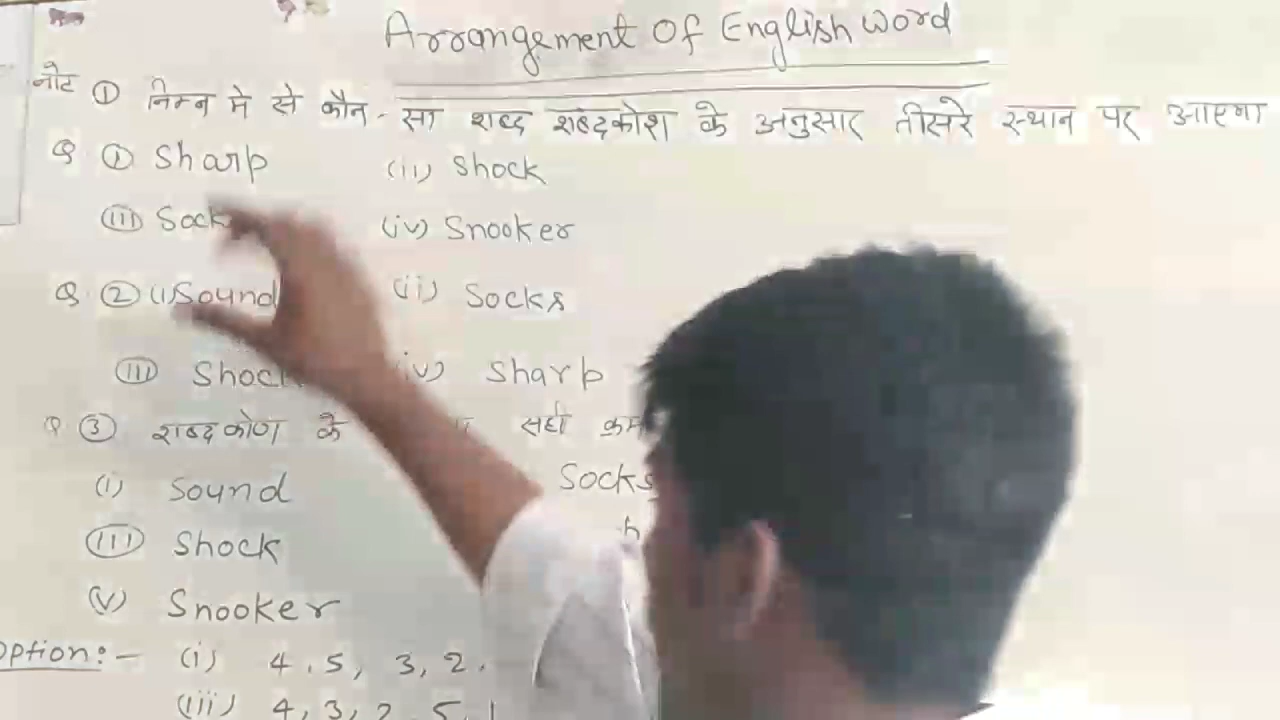 Arrangement Of English Word
नोट ① निम्न मे से कौन - सा शब्द शब्दकोश के अनुसार तीसरे स्थान पर आएगा
Q ① Sharp (ii) Shock
(iii) Sock (iv) Snooker
Q ② (i) Sound (ii) Socks
(iii) Shock (iv) Sharp
Q ③ शब्दकोश के सही क्रम
(i) Sound Socks
(iii) Shock
(v) Snooker
Option:- (i) 4, 5, 3, 2,
(iii) 4, 3, 2, 5, 1